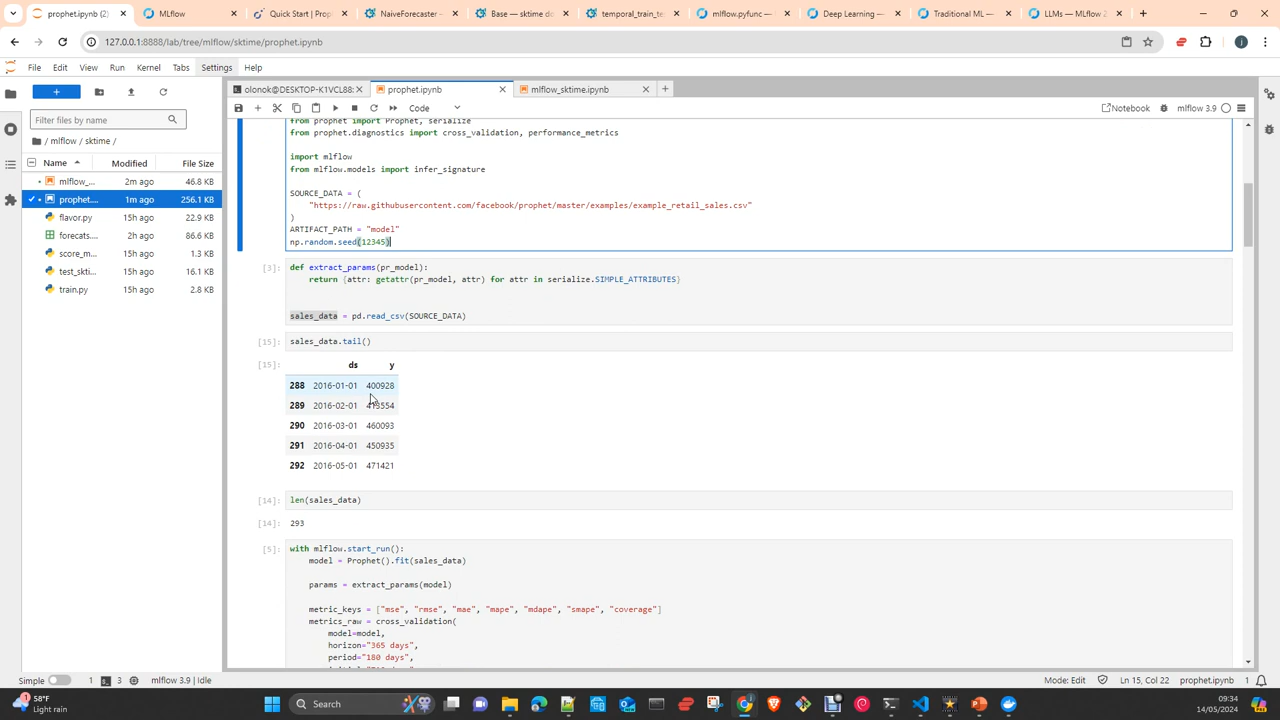 prophet.ipynb (2)
MLflow
Quick Start | Prop
NaiveForecaster
Base — sktime do
temporal_train_te
mlflow.pyfunc —
Deep Learning —
Traditional ML —
LLMs — MLflow 2
127.0.0.1:8888/lab/tree/mlflow/sktime/prophet.ipynb
File Edit View Run Kernel Tabs Settings Help
olonok@DESKTOP-K1VCL88:
prophet.ipynb
mlflow_sktime.ipynb
Code
Notebook
mlflow 3.9
Filter files by name
/ mlflow / sktime /
Name Modified File Size
mlflow_... 2m ago 46.8 KB
prophet.... 1m ago 256.1 KB
flavor.py 15h ago 22.9 KB
forecats.... 2h ago 86.6 KB
score_m... 15h ago 1.3 KB
test_skti... 15h ago 16.1 KB
train.py 15h ago 2.8 KB
from prophet import Prophet, serialize
from prophet.diagnostics import cross_validation, performance_metrics
import mlflow
from mlflow.models import infer_signature
SOURCE_DATA = (
"https://raw.githubusercontent.com/facebook/prophet/master/examples/example_retail_sales.csv"
)
ARTIFACT_PATH = "model"
np.random.seed(12345)
[3]: def extract_params(pr_model):
return {attr: getattr(pr_model, attr) for attr in serialize.SIMPLE_ATTRIBUTES}
sales_data = pd.read_csv(SOURCE_DATA)
[15]: sales_data.tail()
[15]: ds y
288 2016-01-01 400928
289 2016-02-01 413554
290 2016-03-01 460093
291 2016-04-01 450935
292 2016-05-01 471421
[14]: len(sales_data)
[14]: 293
[5]: with mlflow.start_run():
model = Prophet().fit(sales_data)
params = extract_params(model)
metric_keys = ["mse", "rmse", "mae", "mape", "mdape", "smape", "coverage"]
metrics_raw = cross_validation(
model=model,
horizon="365 days",
period="180 days",
Simple 1 3 mlflow 3.9 | Idle
Mode: Edit Ln 15, Col 22 prophet.ipynb 1
58°F
Light rain
Search
09:34
14/05/2024